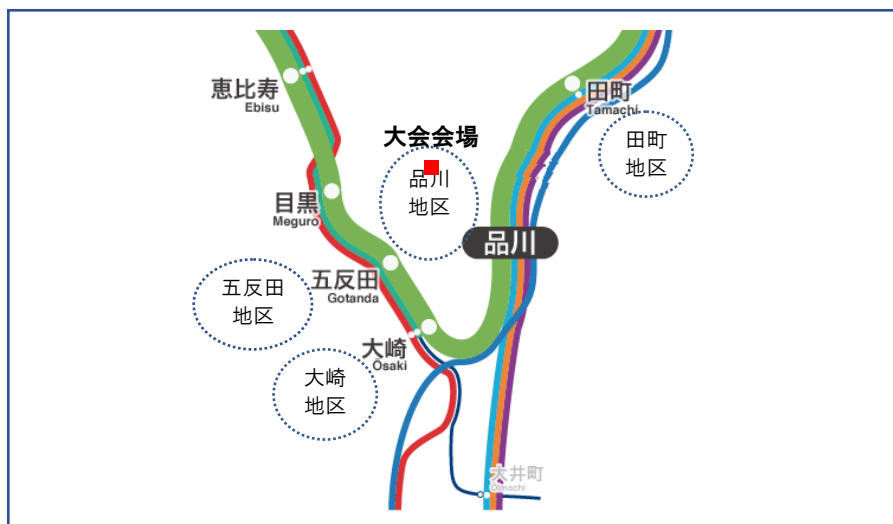 恵比寿
Ebisu
田町
Tamachi
大会会場
田町
地区
品川
地区
目黒
Meguro
品川
五反田
Gotanda
五反田
地区
大崎
Osaki
大崎
地区
大井町
Oimachi